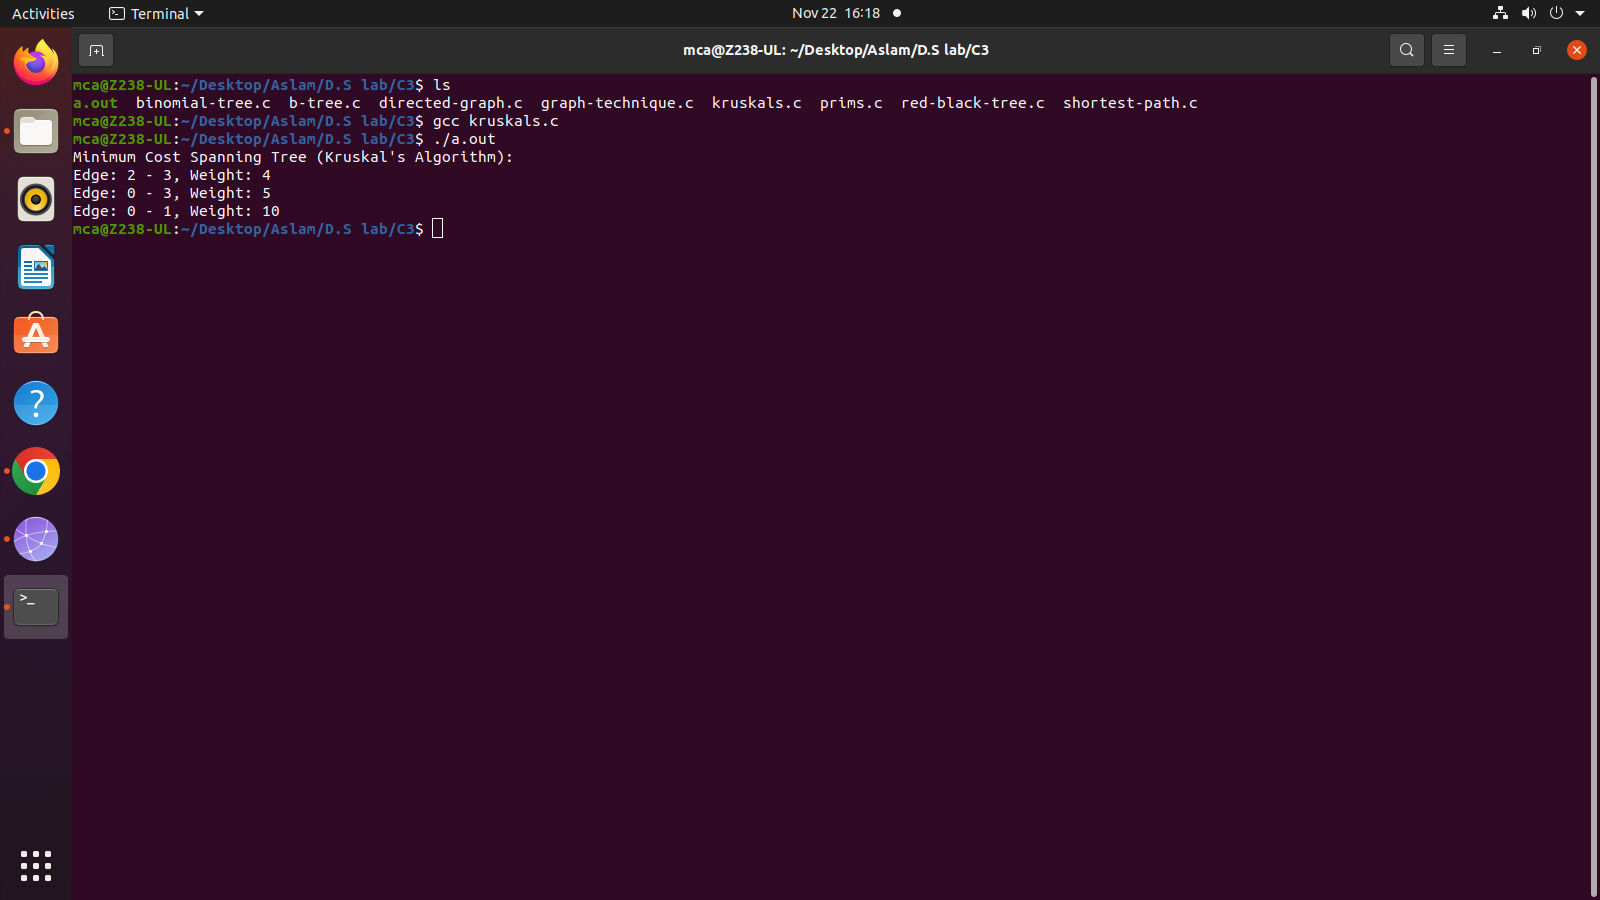 Activities Terminal Nov 22 16:18
mca@Z238-UL: ~/Desktop/Aslam/D.S lab/C3
mca@Z238-UL:~/Desktop/Aslam/D.S lab/C3$ ls
a.out binomial-tree.c b-tree.c directed-graph.c graph-technique.c kruskals.c prims.c red-black-tree.c shortest-path.c
mca@Z238-UL:~/Desktop/Aslam/D.S lab/C3$ gcc kruskals.c
mca@Z238-UL:~/Desktop/Aslam/D.S lab/C3$ ./a.out
Minimum Cost Spanning Tree (Kruskal's Algorithm):
Edge: 2 - 3, Weight: 4
Edge: 0 - 3, Weight: 5
Edge: 0 - 1, Weight: 10
mca@Z238-UL:~/Desktop/Aslam/D.S lab/C3$